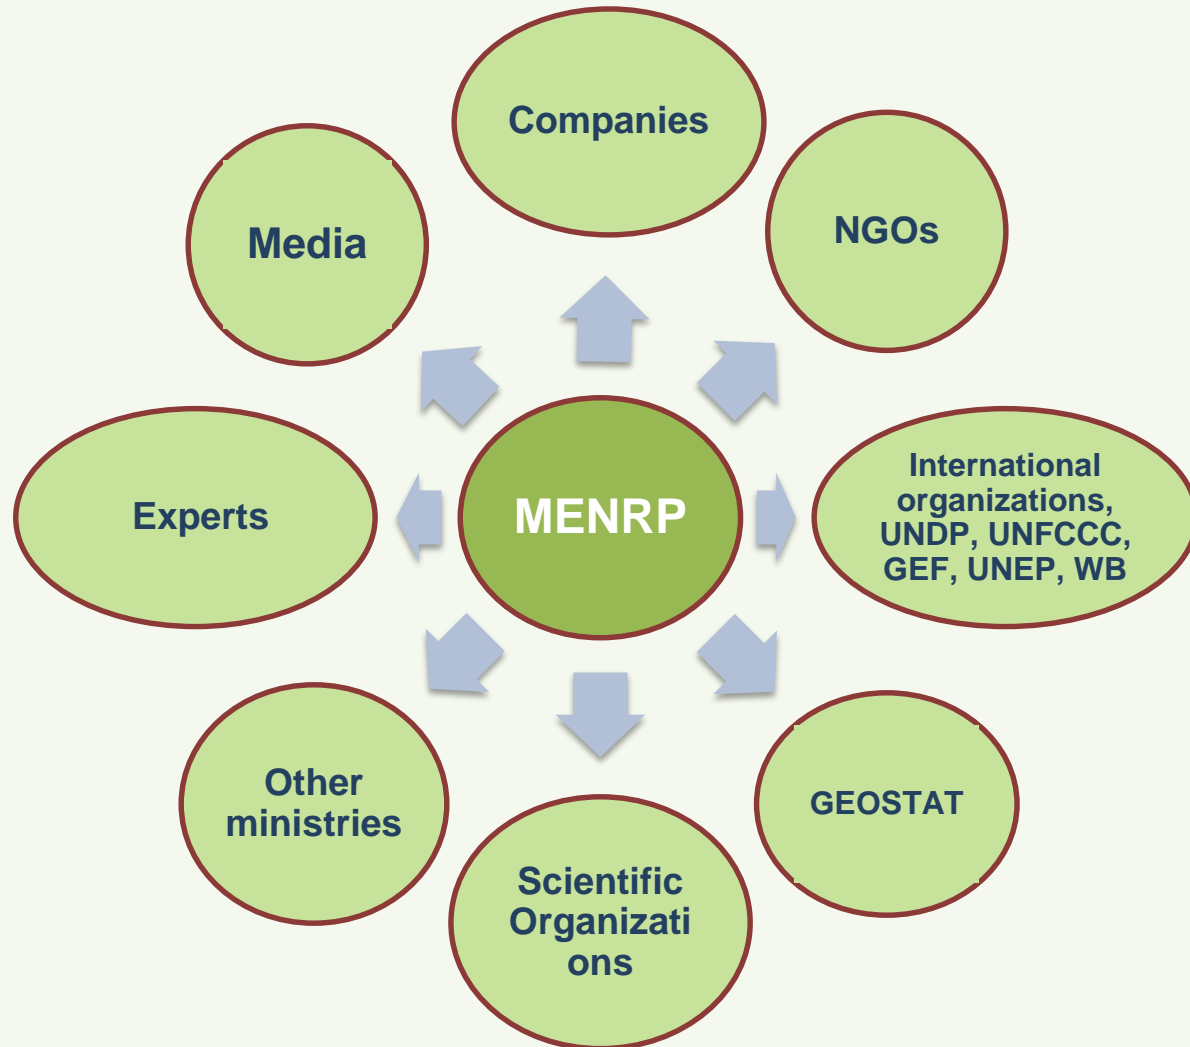 Companies
NGOs
Media
International
organizations,
UNDP, UNFCCC,
GEF, UNEP, WB
MENRP
Experts
Other
ministries
GEOSTAT
Scientific
Organizati
ons